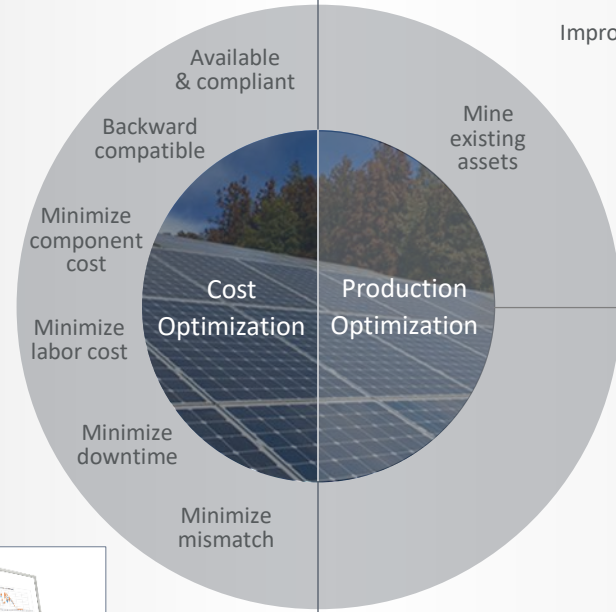 Impro
Available
& compliant
Mine
existing
assets
Backward
compatible
Minimize
component
cost
Cost
Optimization
Production
Optimization
Minimize
labor cost
Minimize
downtime
Minimize
mismatch